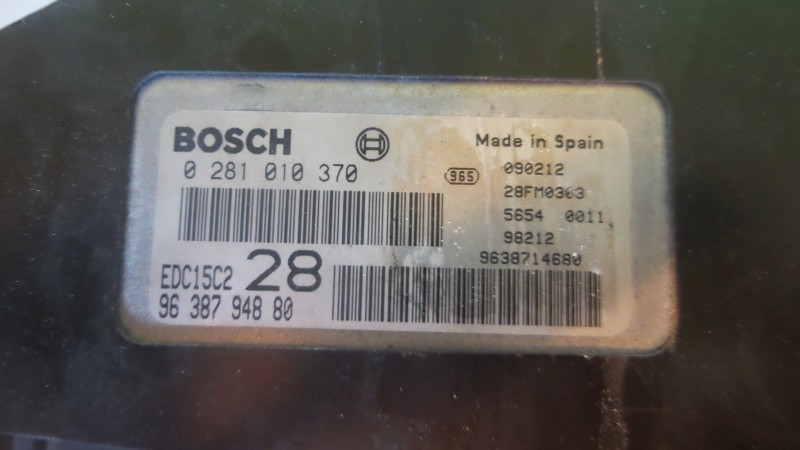 BOSCH
Made in Spain
0 281 010 370
965
090212
28FM0303
5654 0011
98212
EDC15C2 28
9638714680
96 387 948 80